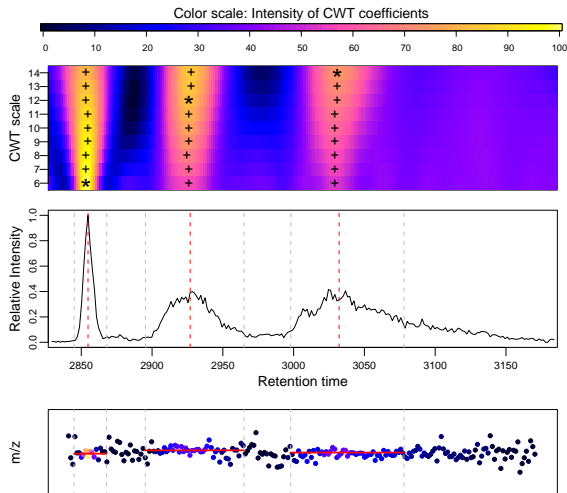 Color scale: Intensity of CWT coefficients
0 10 20 30 40 50 60 70 80 90 100
CWT scale
14
13
12
11
10
9
8
7
6
Relative Intensity
1.0
0.8
0.6
0.4
0.2
0.0
2850 2900 2950 3000 3050 3100 3150
Retention time
m/z